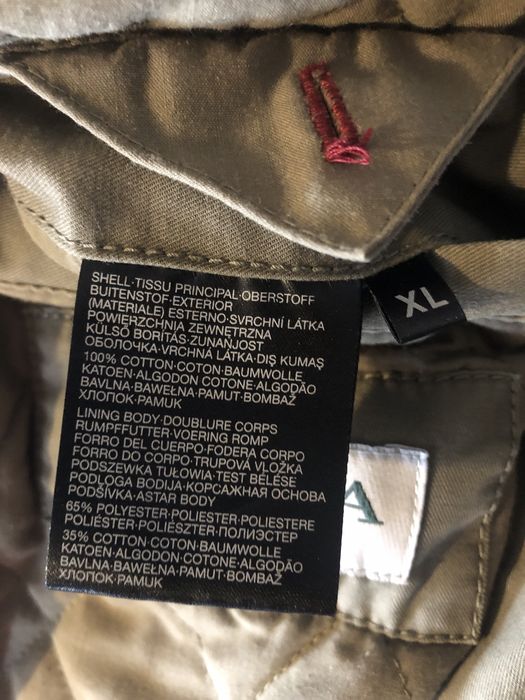 SHELL·TISSU PRINCIPAL·OBERSTOFF
BUITENSTOF·EXTERIOR
(MATERIALE) ESTERNO·SVRCHNÍ LÁTKA
POWIERZCHNIA ZEWNĘTRZNA
KÜLSŐ BORÍTÁS·ZUNANJOST
ОБОЛОЧКА·VRCHNÁ LÁTKA·DIŞ KUMAŞ
100% COTTON·COTON·BAUMWOLLE
KATOEN·ALGODON COTONE·ALGODÃO
BAVLNA·BAWEŁNA·PAMUT·BOMBAŽ
ХЛОПОК·PAMUK
LINING BODY·DOUBLURE CORPS
RUMPFFUTTER·VOERING ROMP
FORRO DEL CUERPO·FODERA CORPO
FORRO DO CORPO·TRUPOVÁ VLOŽKA
PODSZEWKA TUŁOWIA·TEST BÉLÉSE
PODLOGA BODIJA·КОРСАЖНАЯ ОСНОВА
PODŠÍVKA·ASTAR BODY
65% POLYESTER·POLIESTER·POLIESTERE
POLIÉSTER·POLIÉSZTER·ПОЛИЭСТЕР
35% COTTON·COTON·BAUMWOLLE
KATOEN·ALGODON COTONE·ALGODÃO
BAVLNA·BAWEŁNA·PAMUT·BOMBAŽ
ХЛОПОК·PAMUK
XL
A